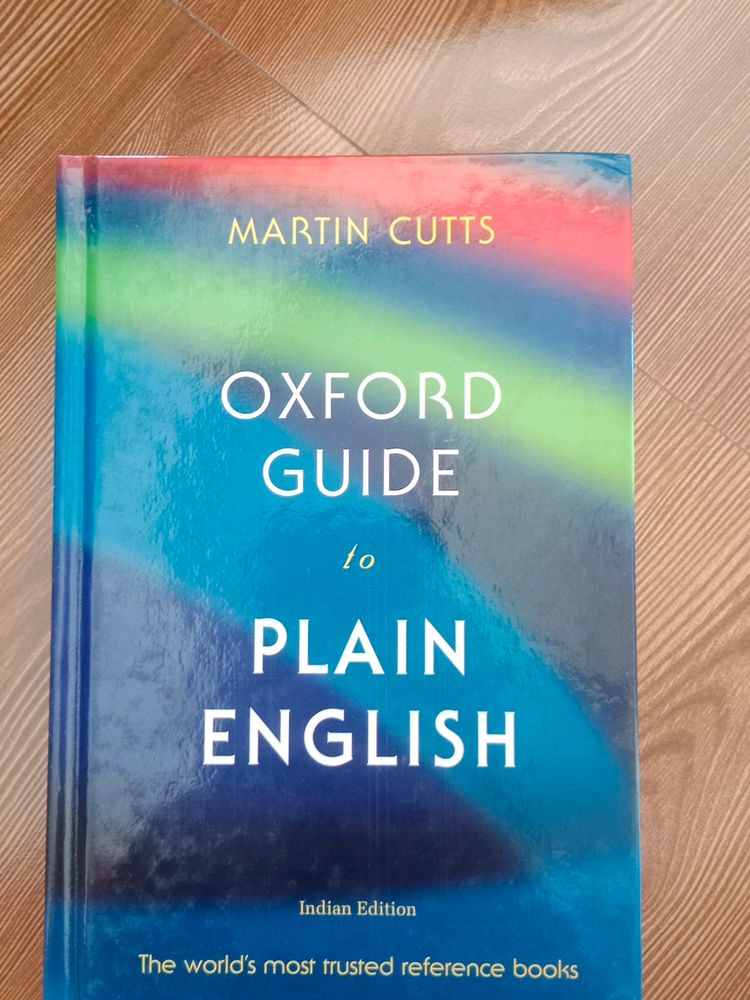 MARTIN CUTTS
OXFORD
GUIDE
to
PLAIN
ENGLISH
Indian Edition
The world's most trusted reference books